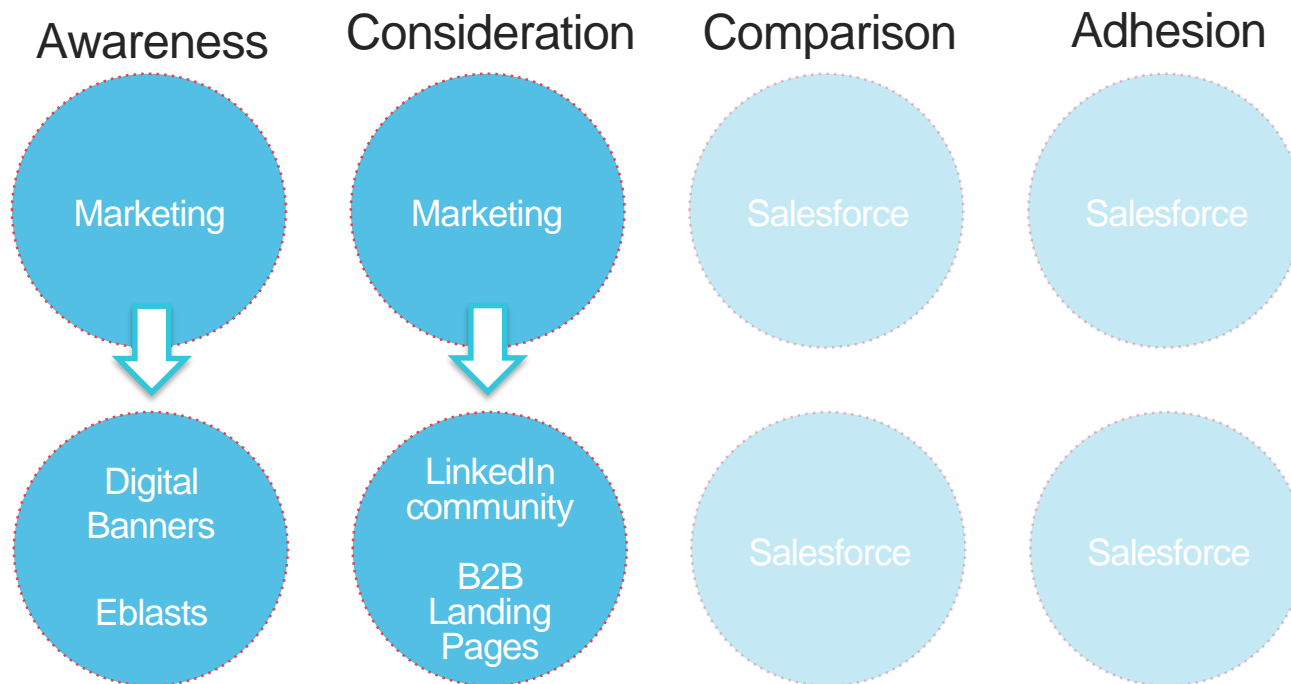 Awareness
Consideration
Comparison
Adhesion
Marketing
Marketing
Salesforce
Salesforce
Digital
Banners
Eblasts
LinkedIn
community
B2B
Landing
Pages
Salesforce
Salesforce